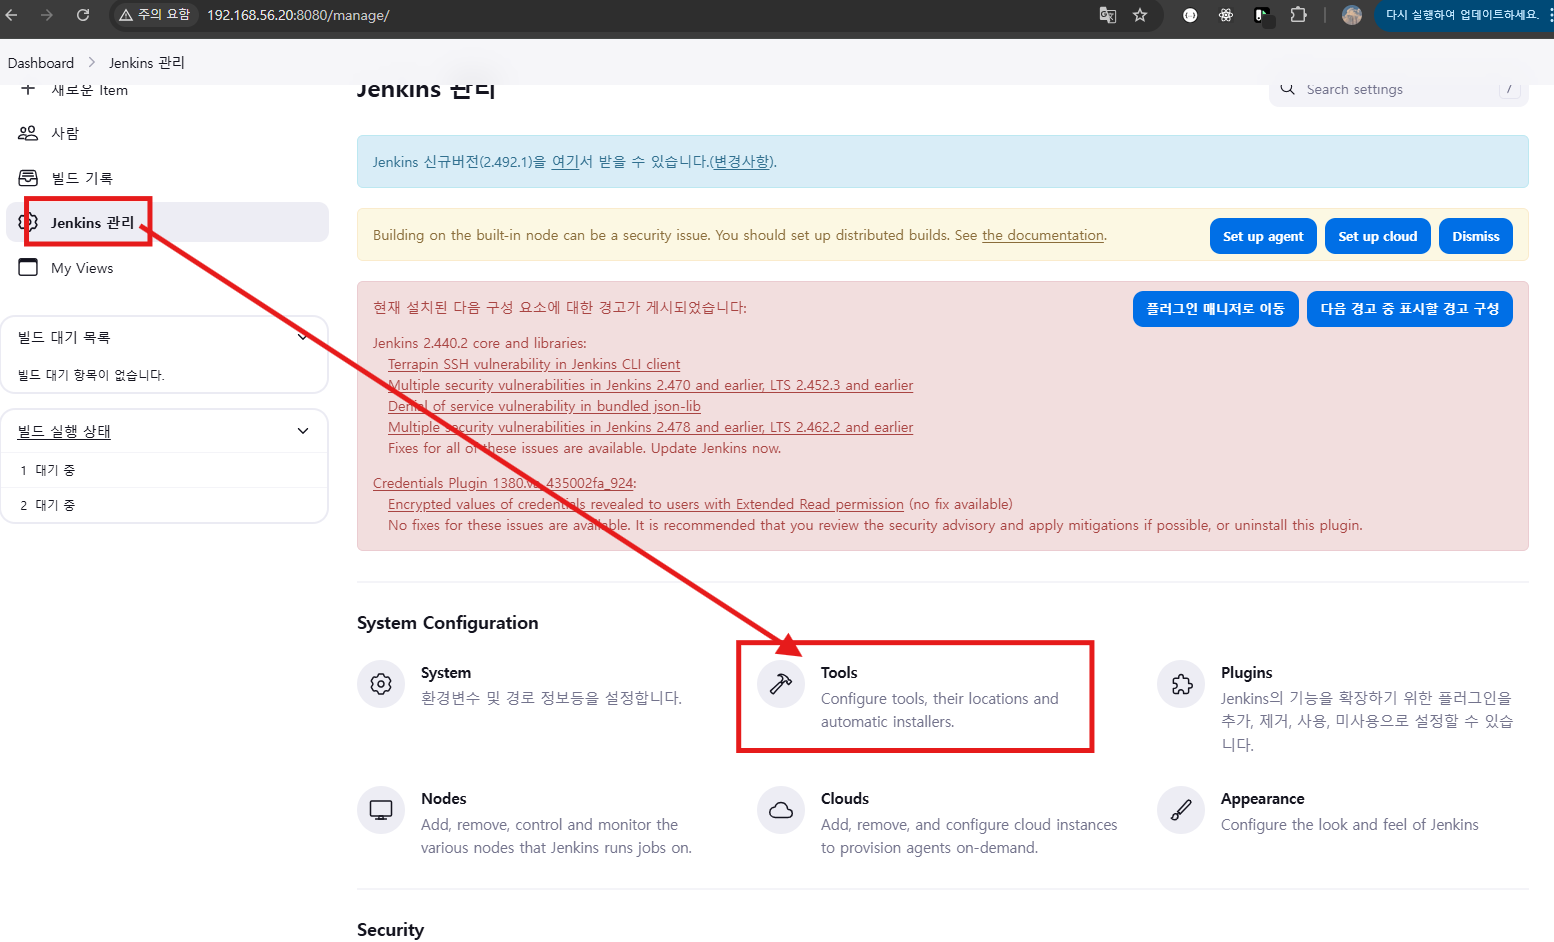 주의 요함
192.168.56.20:8080/manage/
다시 실행하여 업데이트하세요.
Dashboard
Jenkins 관리
새로운 Item
사람
빌드 기록
Jenkins 관리
My Views
빌드 대기 목록
빌드 대기 항목이 없습니다.
빌드 실행 상태
1 대기 중
2 대기 중
Jenkins 관리
Search settings
/
Jenkins 신규버전(2.492.1)을 여기서 받을 수 있습니다.(변경사항).
Building on the built-in node can be a security issue. You should set up distributed builds. See the documentation.
Set up agent
Set up cloud
Dismiss
현재 설치된 다음 구성 요소에 대한 경고가 게시되었습니다:
플러그인 매니저로 이동
다음 경고 중 표시할 경고 구성
Jenkins 2.440.2 core and libraries:
Terrapin SSH vulnerability in Jenkins CLI client
Multiple security vulnerabilities in Jenkins 2.470 and earlier, LTS 2.452.3 and earlier
Denial of service vulnerability in bundled json-lib
Multiple security vulnerabilities in Jenkins 2.478 and earlier, LTS 2.462.2 and earlier
Fixes for all of these issues are available. Update Jenkins now.
Credentials Plugin 1380.va_435002fa_924:
Encrypted values of credentials revealed to users with Extended Read permission (no fix available)
No fixes for these issues are available. It is recommended that you review the security advisory and apply mitigations if possible, or uninstall this plugin.
System Configuration
System
환경변수 및 경로 정보등을 설정합니다.
Tools
Configure tools, their locations and
automatic installers.
Plugins
Jenkins의 기능을 확장하기 위한 플러그인을
추가, 제거, 사용, 미사용으로 설정할 수 있습
니다.
Nodes
Add, remove, control and monitor the
various nodes that Jenkins runs jobs on.
Clouds
Add, remove, and configure cloud instances
to provision agents on-demand.
Appearance
Configure the look and feel of Jenkins
Security